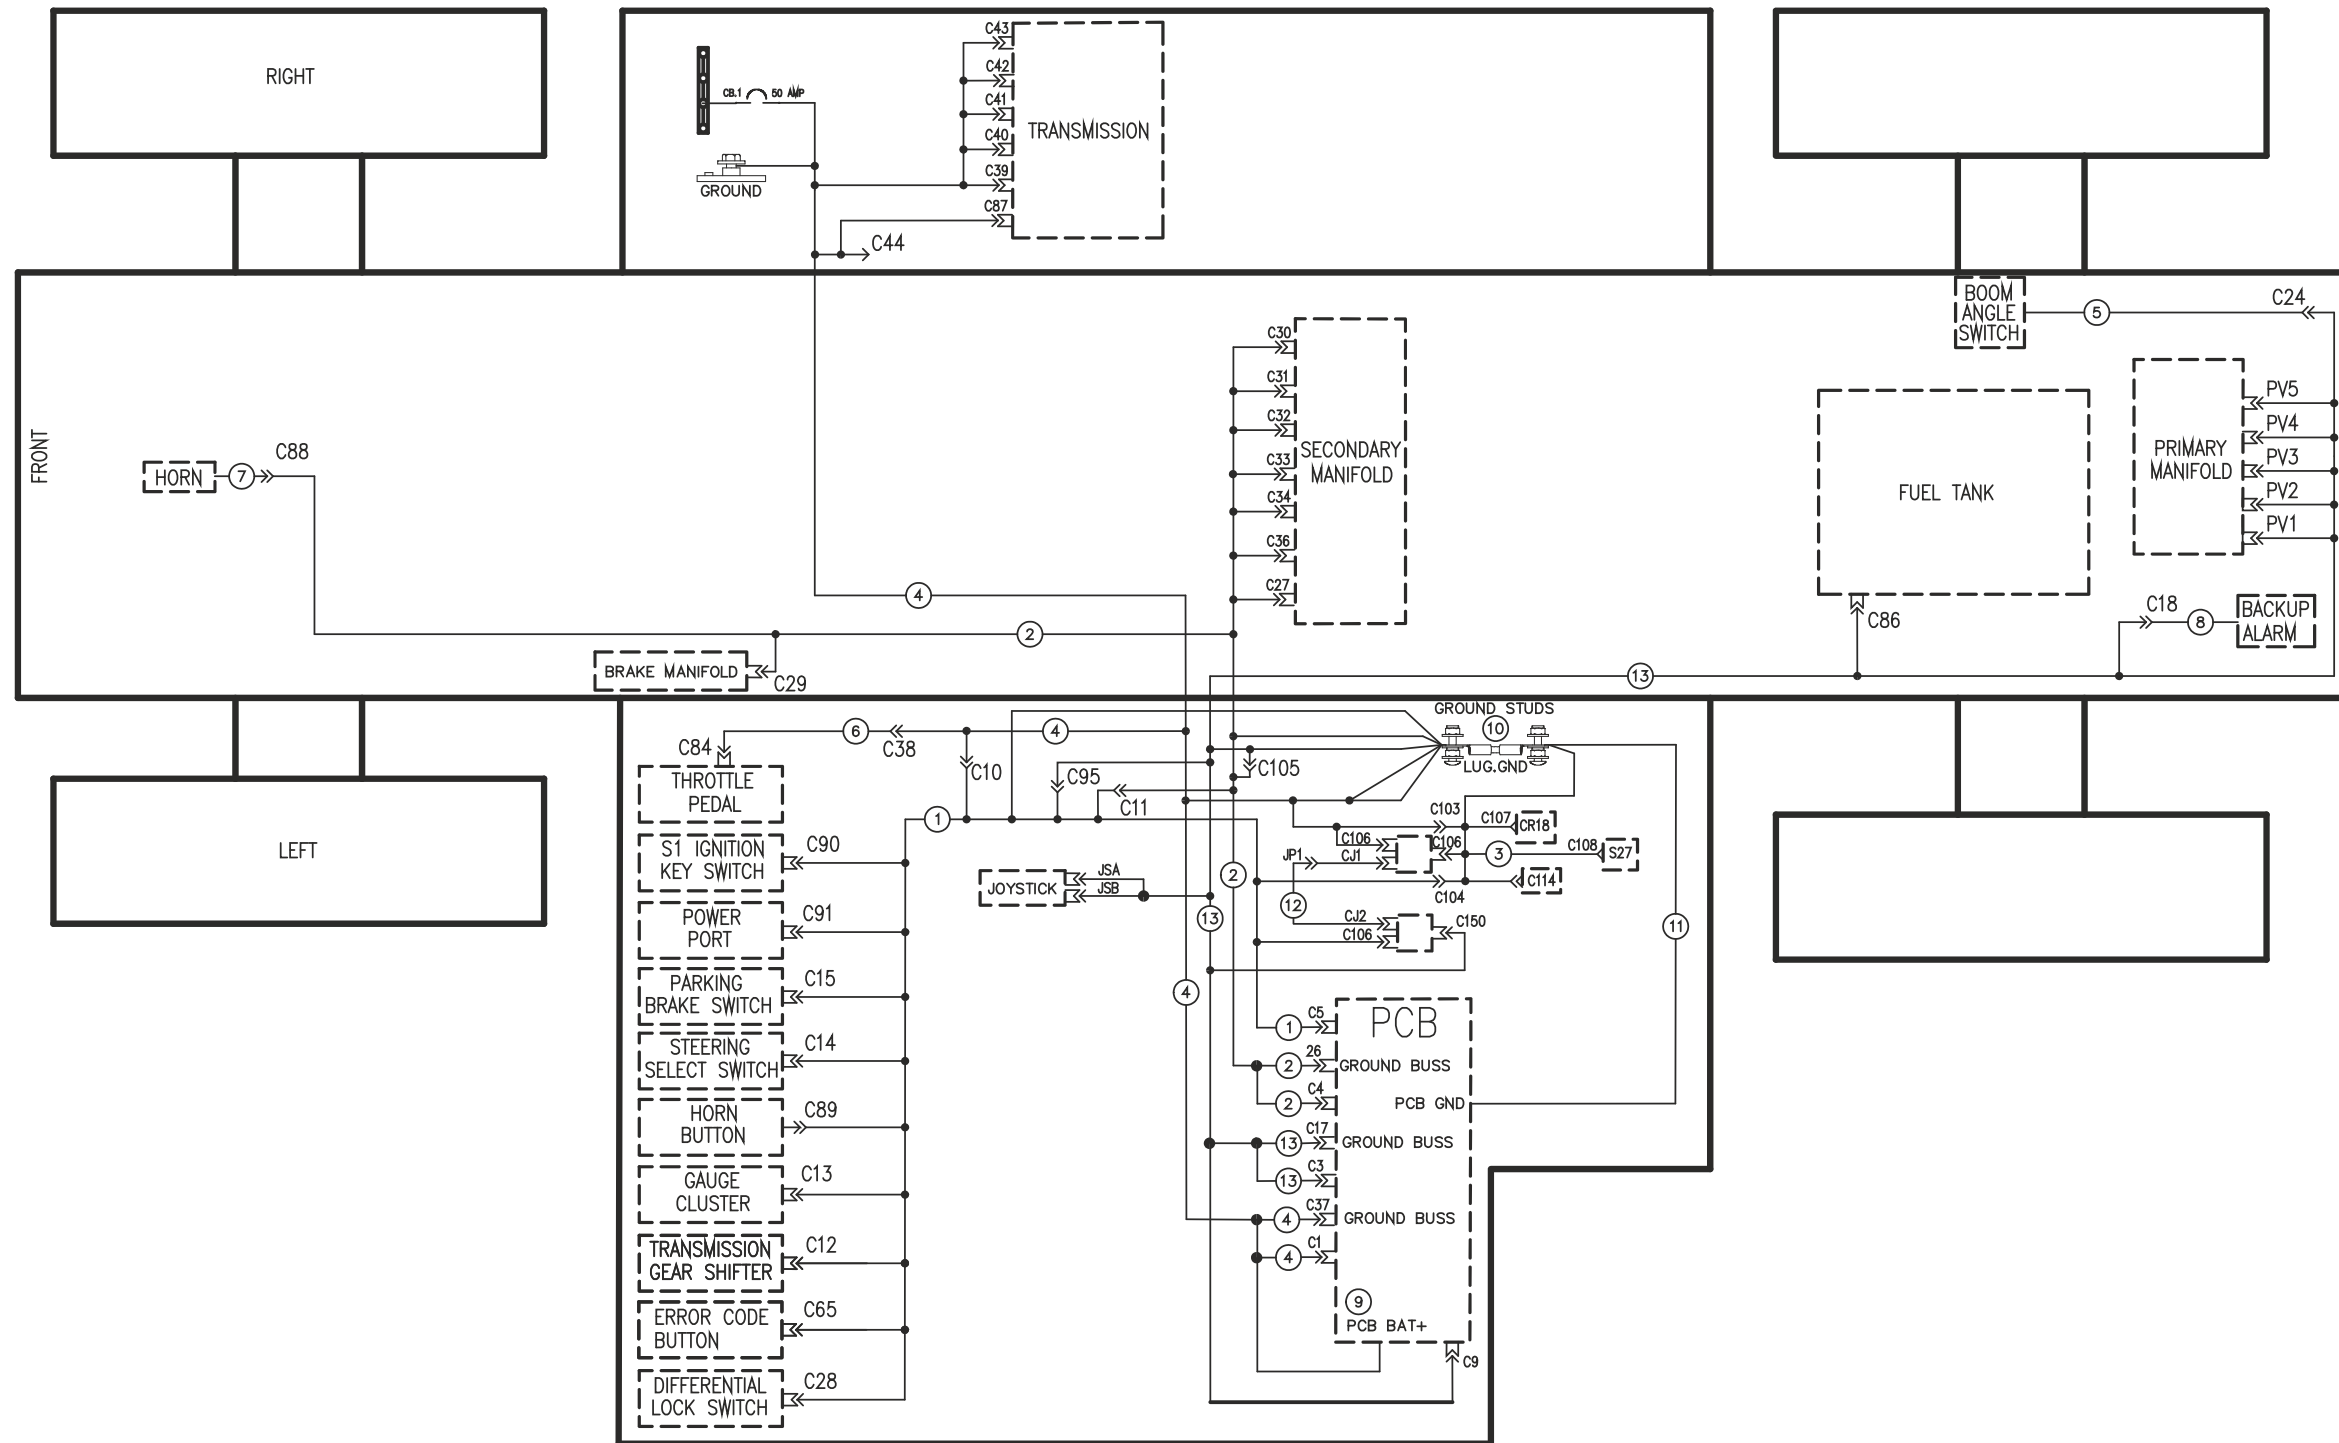 RIGHT
CB.1 50 AMP
GROUND
C43
C42
C41
C40
C39
C87
TRANSMISSION
C44
BOOM
ANGLE
SWITCH
5
C24
FRONT
HORN
7
C88
C30
C31
C32
C33
C34
C36
C27
SECONDARY
MANIFOLD
FUEL TANK
PRIMARY
MANIFOLD
PV5
PV4
PV3
PV2
PV1
4
2
BRAKE MANIFOLD
C29
C86
C18
8
BACKUP
ALARM
13
LEFT
C84
6
C38
4
C10
C95
C11
C105
GROUND STUDS
10
LUG.GND
1
THROTTLE
PEDAL
S1 IGNITION
KEY SWITCH
C90
POWER
PORT
C91
PARKING
BRAKE SWITCH
C15
STEERING
SELECT SWITCH
C14
HORN
BUTTON
C89
GAUGE
CLUSTER
C13
TRANSMISSION
GEAR SHIFTER
C12
ERROR CODE
BUTTON
C65
DIFFERENTIAL
LOCK SWITCH
C28
JOYSTICK
JSA
JSB
2
13
4
C103
C107
CR18
C106
C106
JP1
CJ1
3
C108
S27
C104
C114
12
CJ2
C106
C150
11
PCB
1
C5
2
26
GROUND BUSS
2
C4
PCB GND
13
C17
GROUND BUSS
13
C3
4
C37
GROUND BUSS
4
C1
9
PCB BAT+
C9